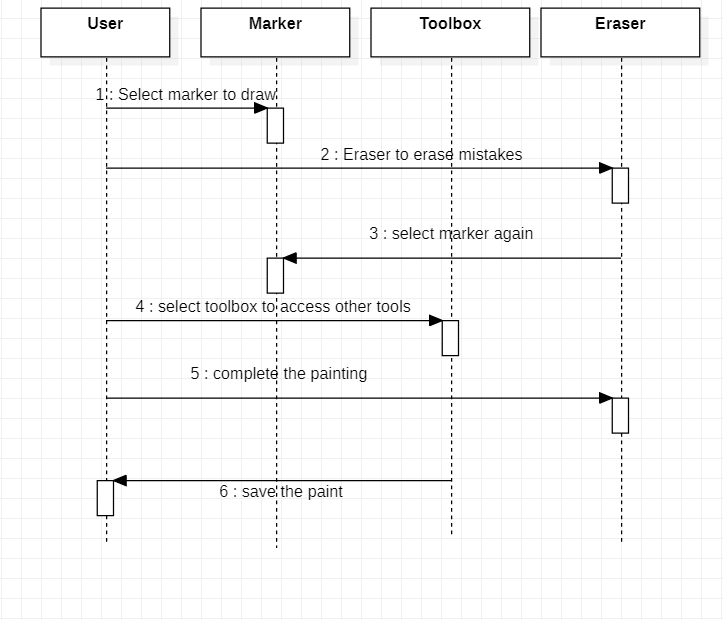 User
Marker
Toolbox
Eraser
1 : Select marker to draw
2 : Eraser to erase mistakes
3 : select marker again
4 : select toolbox to access other tools
5 : complete the painting
6 : save the paint